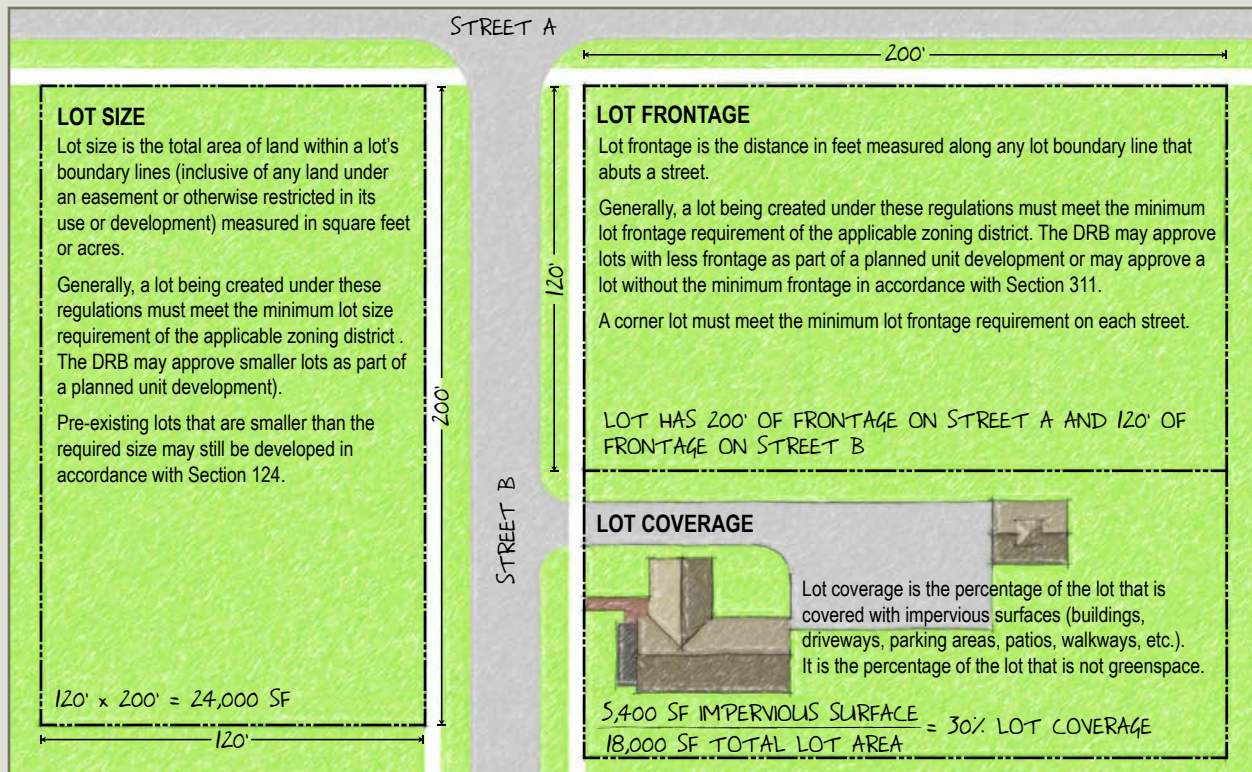 STREET A
LOT SIZE
Lot size is the total area of land within a lot's
boundary lines (inclusive of any land under
an easement or otherwise restricted in its
use or development) measured in square feet
or acres.
Generally, a lot being created under these
regulations must meet the minimum lot size
requirement of the applicable zoning district .
The DRB may approve smaller lots as part of
a planned unit development).
Pre-existing lots that are smaller than the
required size may still be developed in
accordance with Section 124.
120' x 200' = 24,000 SF
120'
200'
STREET B
120'
200'
LOT FRONTAGE
Lot frontage is the distance in feet measured along any lot boundary line that
abuts a street.
Generally, a lot being created under these regulations must meet the minimum
lot frontage requirement of the applicable zoning district. The DRB may approve
lots with less frontage as part of a planned unit development or may approve a
lot without the minimum frontage in accordance with Section 311.
A corner lot must meet the minimum lot frontage requirement on each street.
LOT HAS 200' OF FRONTAGE ON STREET A AND 120' OF
FRONTAGE ON STREET B
LOT COVERAGE
Lot coverage is the percentage of the lot that is
covered with impervious surfaces (buildings,
driveways, parking areas, patios, walkways, etc.).
It is the percentage of the lot that is not greenspace.
5,400 SF IMPERVIOUS SURFACE
18,000 SF TOTAL LOT AREA
= 30% LOT COVERAGE